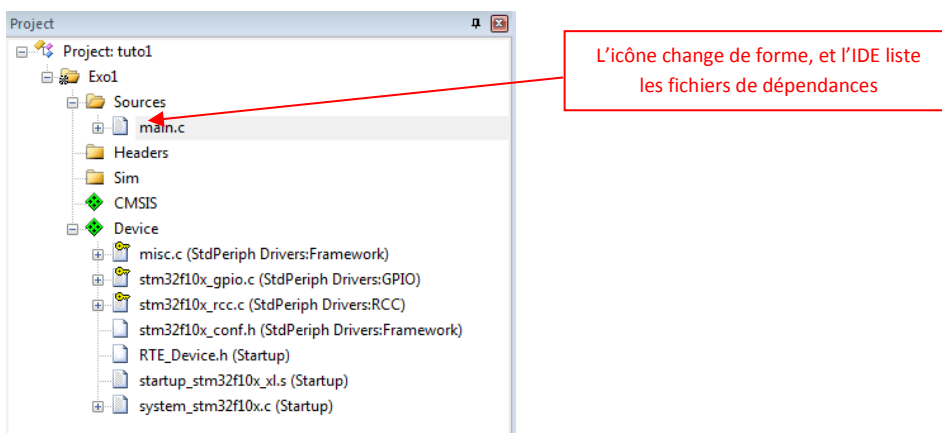 Project
Project: tuto1
Exo1
Sources
main.c
Headers
Sim
CMSIS
Device
misc.c (StdPeriph Drivers:Framework)
stm32f10x_gpio.c (StdPeriph Drivers:GPIO)
stm32f10x_rcc.c (StdPeriph Drivers:RCC)
stm32f10x_conf.h (StdPeriph Drivers:Framework)
RTE_Device.h (Startup)
startup_stm32f10x_xl.s (Startup)
system_stm32f10x.c (Startup)
L’icône change de forme, et l’IDE liste
les fichiers de dépendances